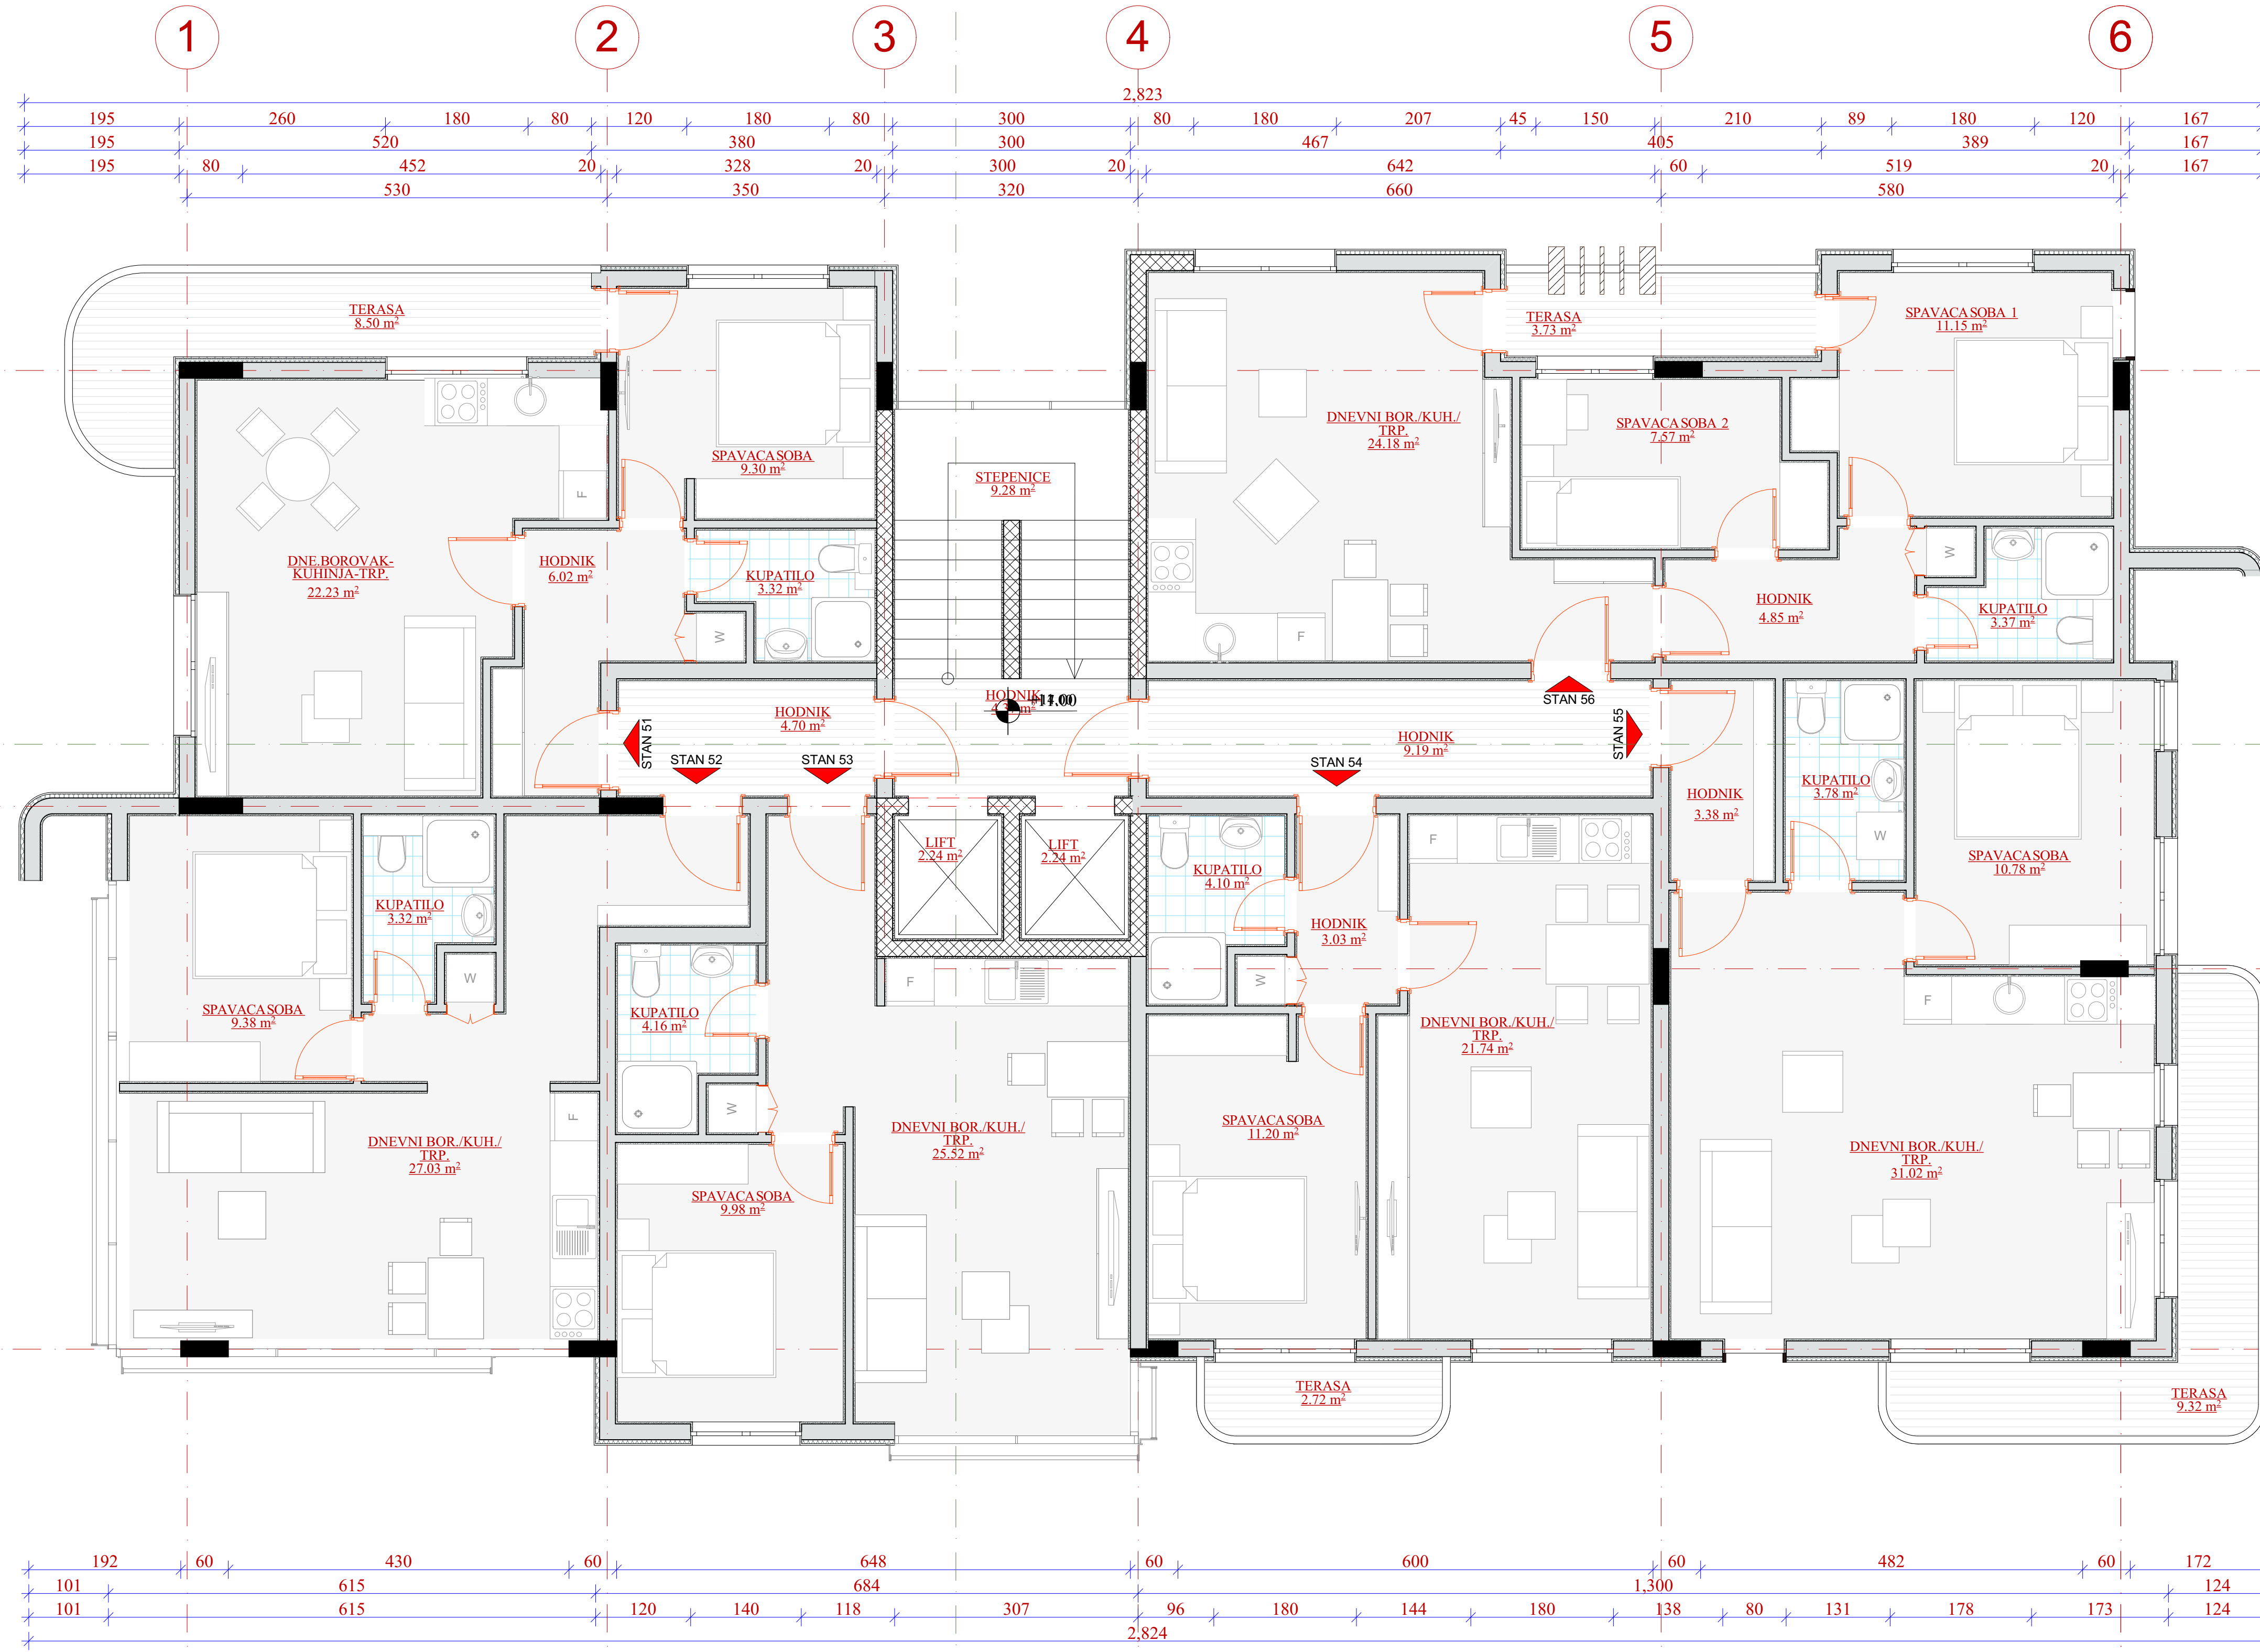 1 2 3 4 5 6
2,823
195 260 180 80 120 180 80 300 80 180 207 45 150 210 89 180 120 167
195 520 380 300 467 405 389 167
195 80 452 20 328 20 300 20 642 60 519 20 167
530 350 320 660 580
TERASA
8.50 m²
SPAVACA SOBA
9.30 m²
TERASA
3.73 m²
SPAVACA SOBA 1
11.15 m²
DNEVNI BOR./KUH./
TRP.
24.18 m²
SPAVACA SOBA 2
7.57 m²
STEPENICE
9.28 m²
F
DNE.BOROVAK-
KUHINJA-TRP.
22.23 m²
HODNIK
6.02 m²
KUPATILO
3.32 m²
W
F
HODNIK
4.85 m²
W
KUPATILO
3.37 m²
HODNIK
HODNIK
4.70 m²
STAN 51
STAN 52
STAN 53
HODNIK
9.19 m²
STAN 54
STAN 55
STAN 56
HODNIK
3.38 m²
KUPATILO
3.78 m²
W
SPAVACA SOBA
10.78 m²
LIFT
2.24 m²
LIFT
2.24 m²
KUPATILO
4.10 m²
F
HODNIK
3.03 m²
W
KUPATILO
3.32 m²
W
SPAVACA SOBA
9.38 m²
KUPATILO
4.16 m²
W
F
DNEVNI BOR./KUH./
TRP.
21.74 m²
F
DNEVNI BOR./KUH./
TRP.
27.03 m²
F
SPAVACA SOBA
9.98 m²
DNEVNI BOR./KUH./
TRP.
25.52 m²
SPAVACA SOBA
11.20 m²
DNEVNI BOR./KUH./
TRP.
31.02 m²
TERASA
2.72 m²
TERASA
9.32 m²
192 60 430 60 648 60 600 60 482 60 172
101 615 684 1,300 124
101 615 120 140 118 307 96 180 144 180 138 80 131 178 173 124
2,824